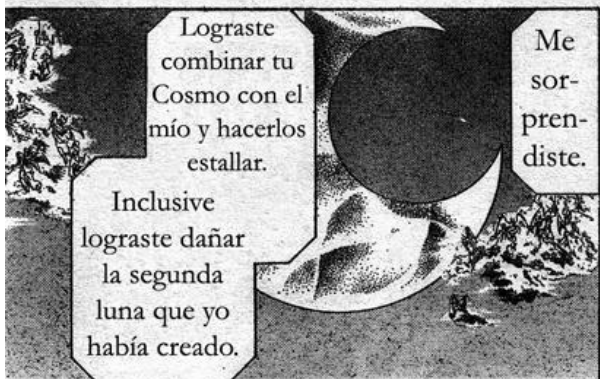 Me
sor-
pren-
diste.
Lograste
combinar tu
Cosmo con el
mío y hacerlos
estallar.
Inclusive
lograste dañar
la segunda
luna que yo
había creado.